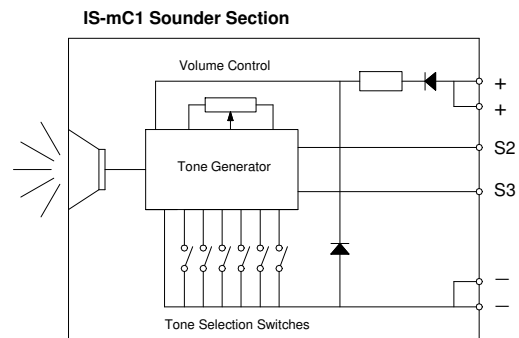 IS-mC1 Sounder Section
Volume Control
+
+
Tone Generator
S2
S3
−
−
Tone Selection Switches